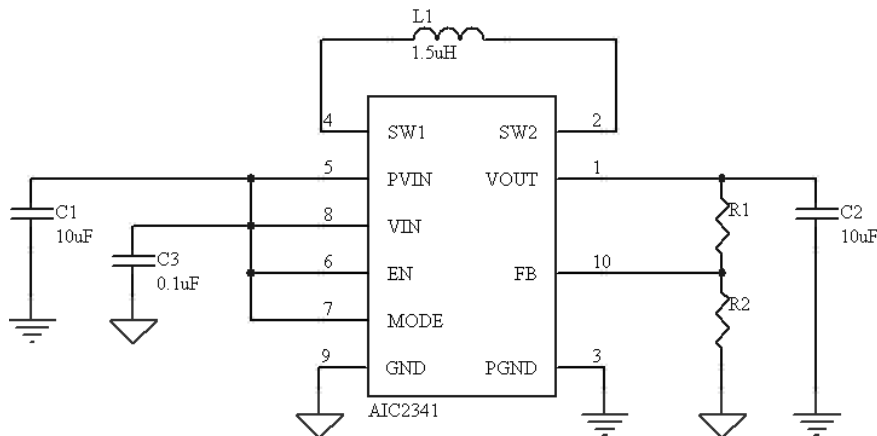 L1
1.5uH
4 SW1 SW2 2
5 PVIN VOUT 1
C1
10uF
8 VIN
R1
C2
10uF
C3
0.1uF
6 EN FB 10
7 MODE
R2
9 GND PGND 3
AIC2341